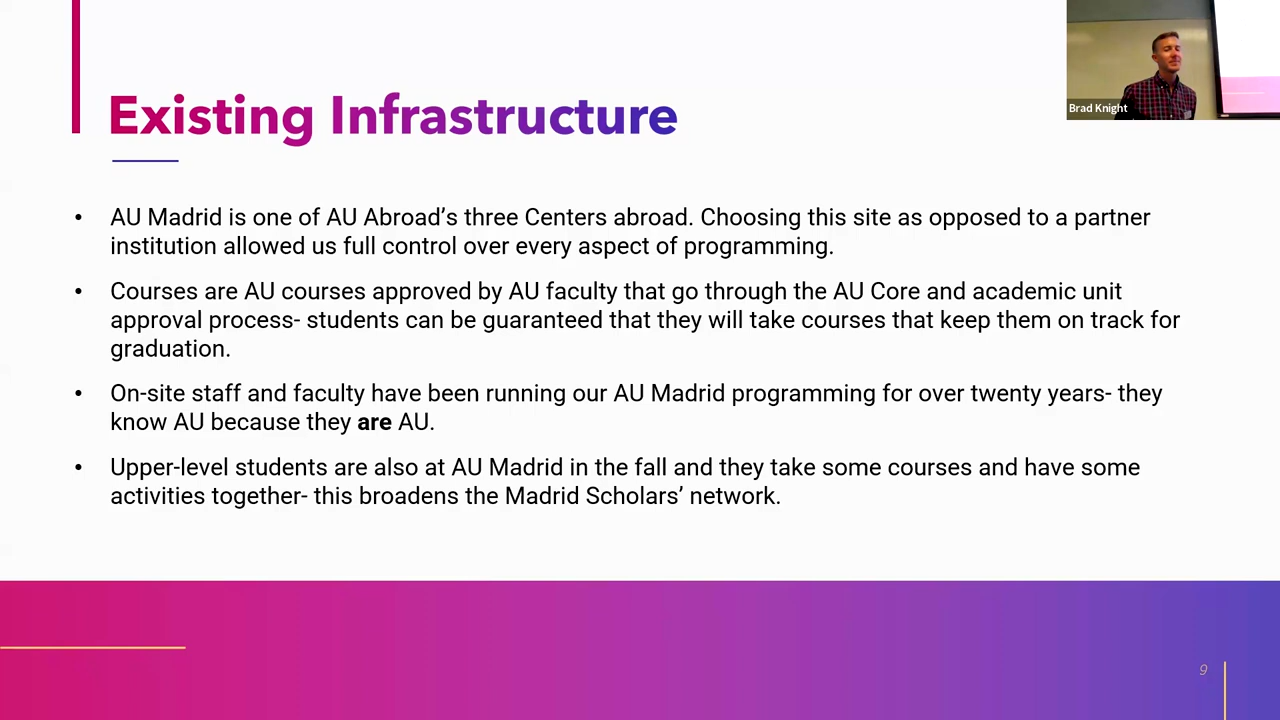 Existing Infrastructure
Brad Knight
• AU Madrid is one of AU Abroad’s three Centers abroad. Choosing this site as opposed to a partner
institution allowed us full control over every aspect of programming.
• Courses are AU courses approved by AU faculty that go through the AU Core and academic unit
approval process- students can be guaranteed that they will take courses that keep them on track for
graduation.
• On-site staff and faculty have been running our AU Madrid programming for over twenty years- they
know AU because they are AU.
• Upper-level students are also at AU Madrid in the fall and they take some courses and have some
activities together- this broadens the Madrid Scholars’ network.
9